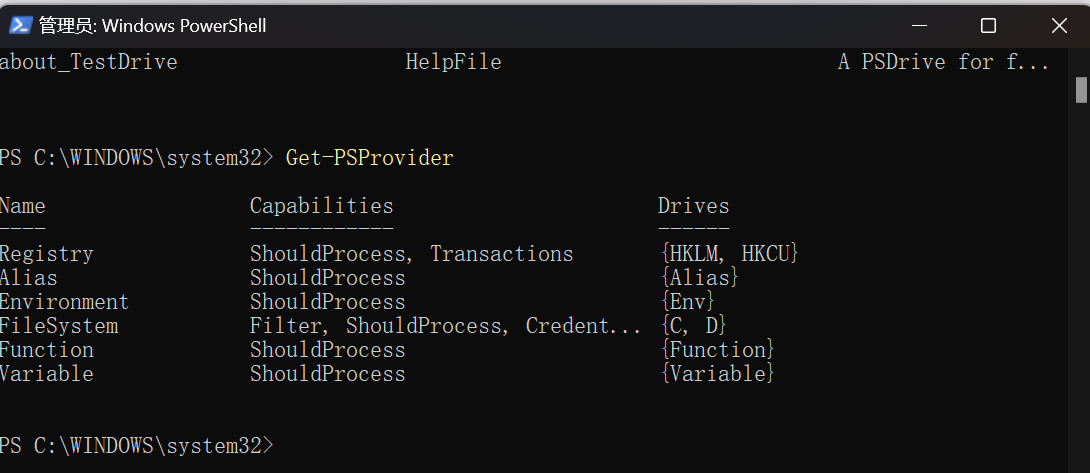 管理员: Windows PowerShell
about_TestDrive HelpFile A PSDrive for f...
PS C:\WINDOWS\system32> Get-PSProvider
Name Capabilities Drives
---- ------------ ------
Registry ShouldProcess, Transactions {HKLM, HKCU}
Alias ShouldProcess {Alias}
Environment ShouldProcess {Env}
FileSystem Filter, ShouldProcess, Credent... {C, D}
Function ShouldProcess {Function}
Variable ShouldProcess {Variable}
PS C:\WINDOWS\system32>